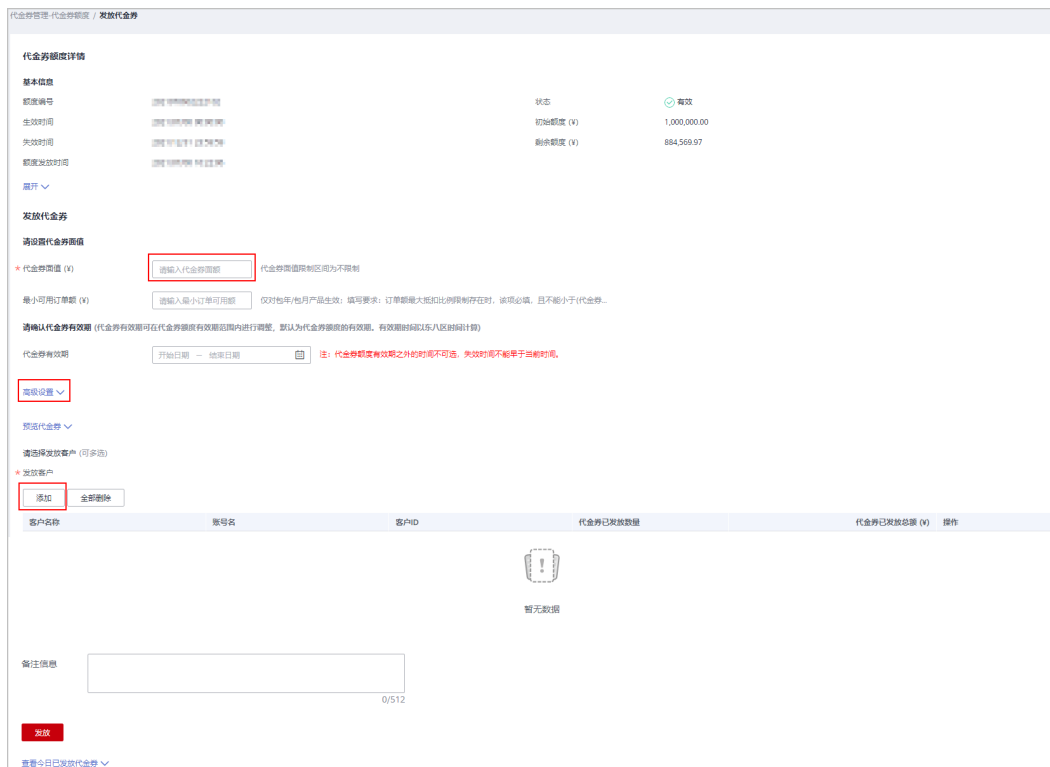 代金券管理-代金券额度 / 发放代金券
代金券额度详情
基本信息
额度编号
状态 有效
生效时间
初始额度 (¥) 1,000,000.00
失效时间
剩余额度 (¥) 884,569.97
额度发放时间
展开
发放代金券
请设置代金券面值
* 代金券面值 (¥) 请输入代金券面额 代金券面值限制区间为不限制
最小可用订单额 (¥) 请输入最小订单可用额 仅对包年/包月产品生效；填写要求：订单额最大抵扣比例限制存在时，该项必填，且不能小于(代金券...
请确认代金券有效期 (代金券有效期可在代金券额度有效期范围内进行调整，默认为代金券额度的有效期。有效期时间以东八区时间计算)
代金券有效期 开始日期 – 结束日期 注：代金券额度有效期之外的时间不可选，失效时间不能早于当前时间。
高级设置
预览代金券
请选择发放客户 (可多选)
* 发放客户
添加 全部删除
客户名称 账号名 客户ID 代金券已发放数量 代金券已发放总额 (¥) 操作
暂无数据
备注信息
0/512
发放
查看今日已发放代金券